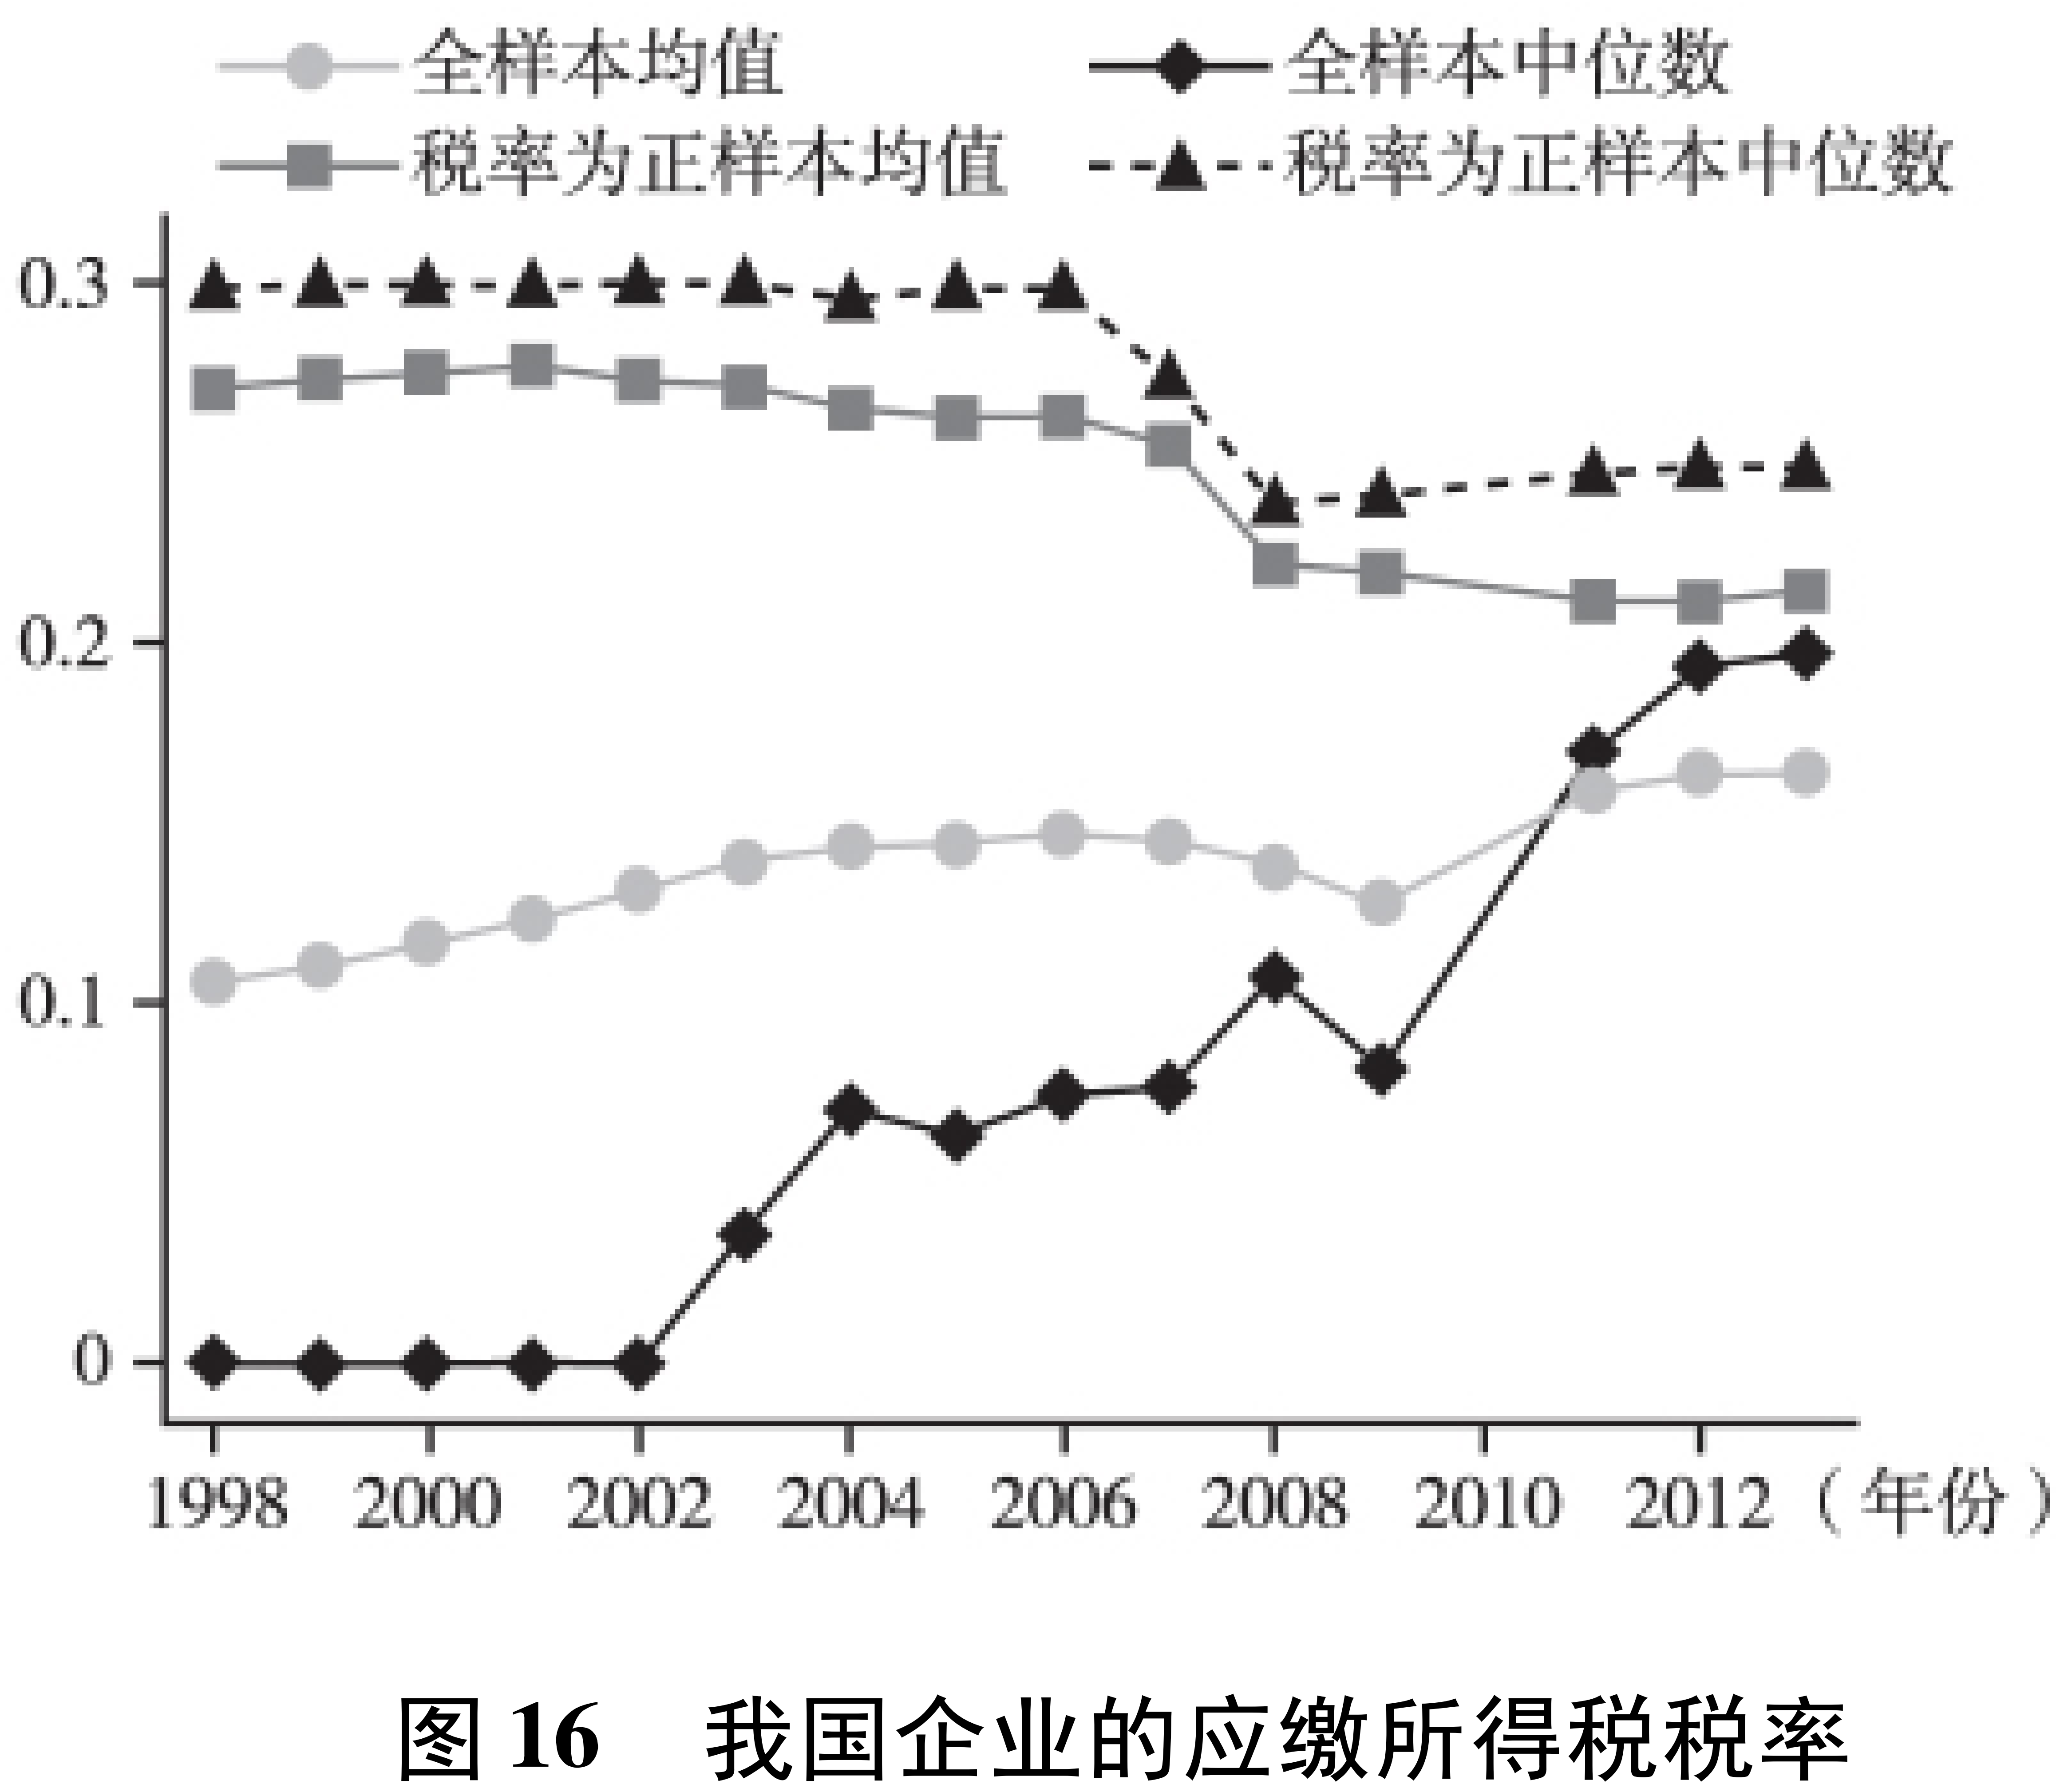 全样本均值 全样本中位数
税率为正样本均值 税率为正样本中位数
0.3
0.2
0.1
0
1998 2000 2002 2004 2006 2008 2010 2012（年份）
图 16 我国企业的应缴所得税税率